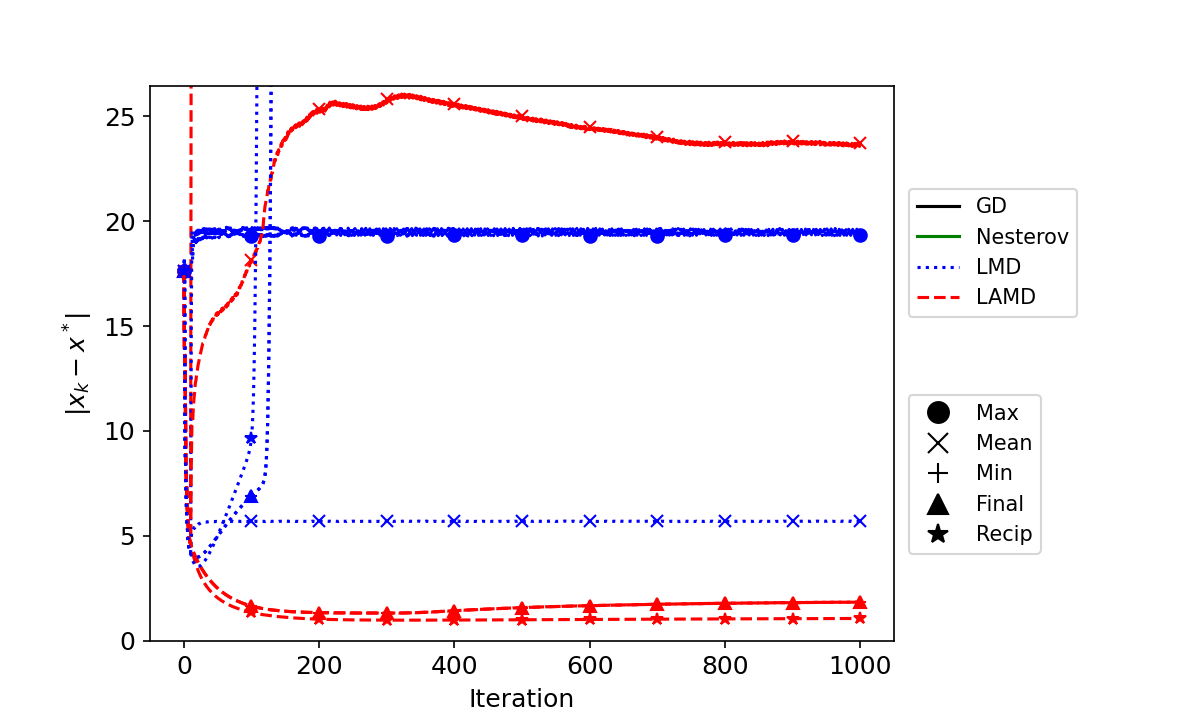 25
20
15
10
5
0
|x_k − x^*|
0 200 400 600 800 1000
Iteration
GD
Nesterov
LMD
LAMD
Max
Mean
Min
Final
Recip